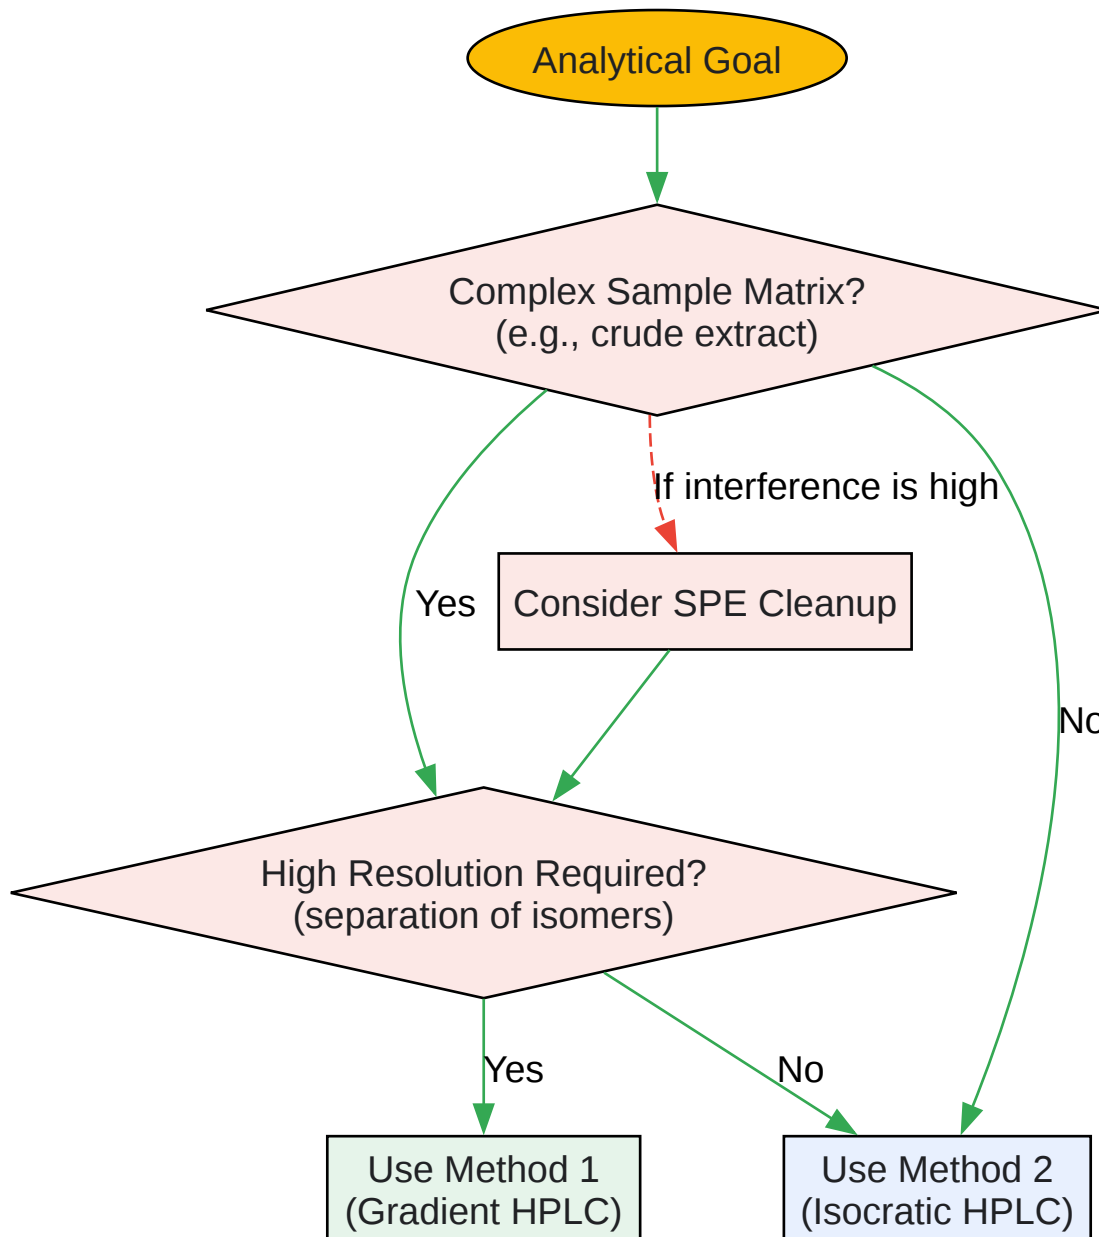 Analytical Goal
Complex Sample Matrix?
(e.g., crude extract)
If interference is high
Yes
Consider SPE Cleanup
No
High Resolution Required?
(separation of isomers)
Yes
No
Use Method 1
(Gradient HPLC)
Use Method 2
(Isocratic HPLC)